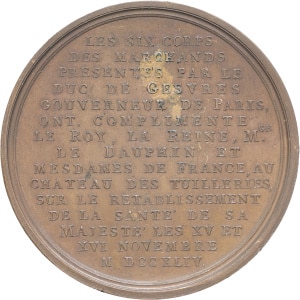 LES SIX CORPS
DES MARCHANDS
PRESENTÉS PAR LE
DUC DE GESVRES
GOUVERNEUR DE PARIS,
ONT COMPLIMENTÉ
LE ROY, LA REINE, M.GR
LE DAUPHIN ET
MESDAMES DE FRANCE, AU
CHATEAU DES TUILLERIES,
SUR LE RETABLISSEMENT
DE LA SANTÉ DE SA
MAJESTÉ LES XV ET
XVI NOVEMBRE
M DCCXLIV